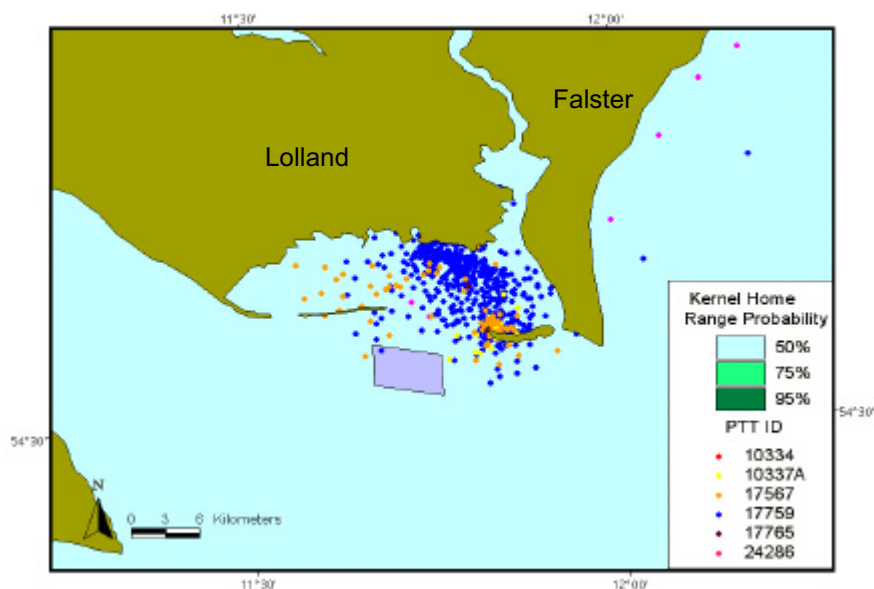 11°30' 12°00'
Falster
Lolland
Kernel Home
Range Probability
50%
75%
95%
PTT ID
10334
10337A
17567
17759
17765
24286
54°30' 54°30'
N
0 3 6 Kilometers
11°30' 12°00'